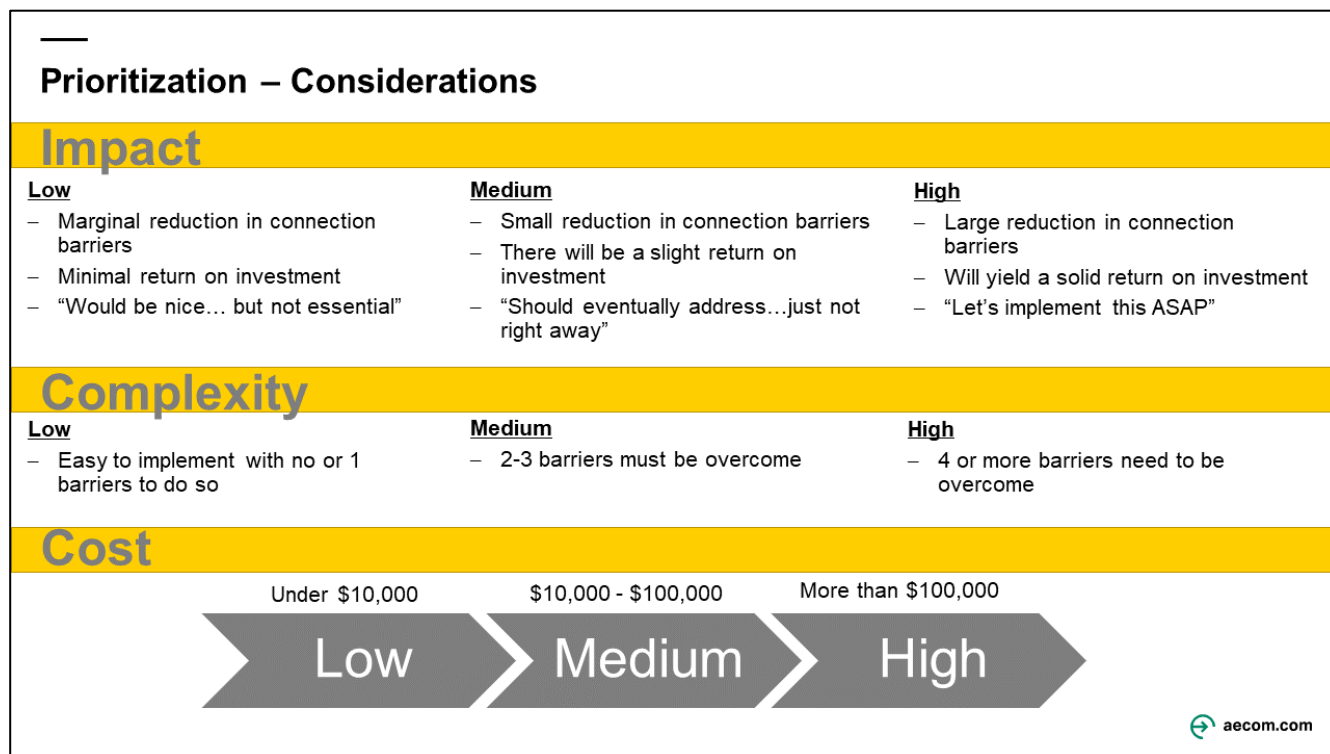 Prioritization – Considerations
Impact
Low
– Marginal reduction in connection
barriers
– Minimal return on investment
– “Would be nice… but not essential”
Medium
– Small reduction in connection barriers
– There will be a slight return on
investment
– “Should eventually address…just not
right away”
High
– Large reduction in connection
barriers
– Will yield a solid return on investment
– “Let’s implement this ASAP”
Complexity
Low
– Easy to implement with no or 1
barriers to do so
Medium
– 2-3 barriers must be overcome
High
– 4 or more barriers need to be
overcome
Cost
Under $10,000
$10,000 - $100,000
More than $100,000
Low
Medium
High
aecom.com